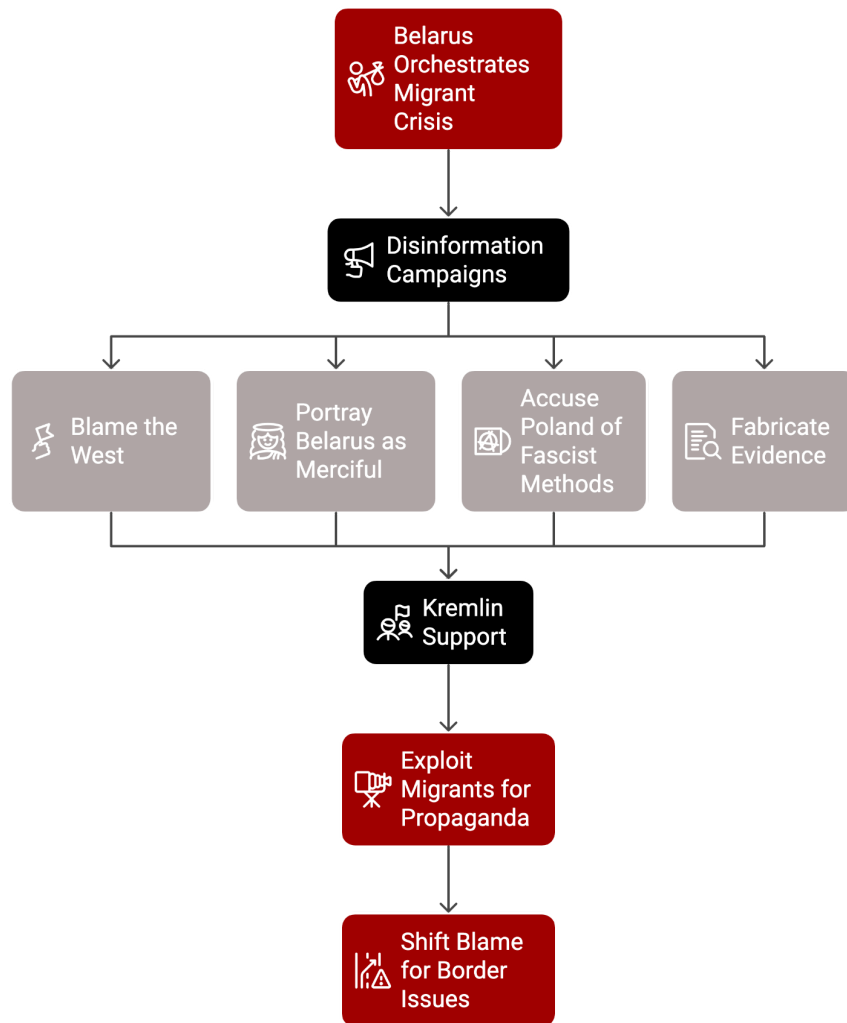 Belarus
Orchestrates
Migrant
Crisis
Disinformation
Campaigns
Blame the
West
Portray
Belarus as
Merciful
Accuse
Poland of
Fascist
Methods
Fabricate
Evidence
Kremlin
Support
Exploit
Migrants for
Propaganda
Shift Blame
for Border
Issues